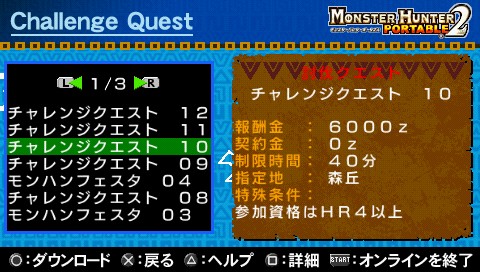 Challenge Quest
MONSTER HUNTER
PORTABLE 2
L 1/3 R
チャレンジクエスト 12
チャレンジクエスト 11
チャレンジクエスト 10
チャレンジクエスト 09
モンハンフェスタ 04
チャレンジクエスト 08
モンハンフェスタ 03
討伐クエスト
チャレンジクエスト 10
報酬金 : 6000z
契約金 : 0z
制限時間 : 40分
指定地 : 森丘
特殊条件 :
参加資格はHR4以上
○:ダウンロード ×:戻る △:ヘルプ □:詳細 START:オンラインを終了